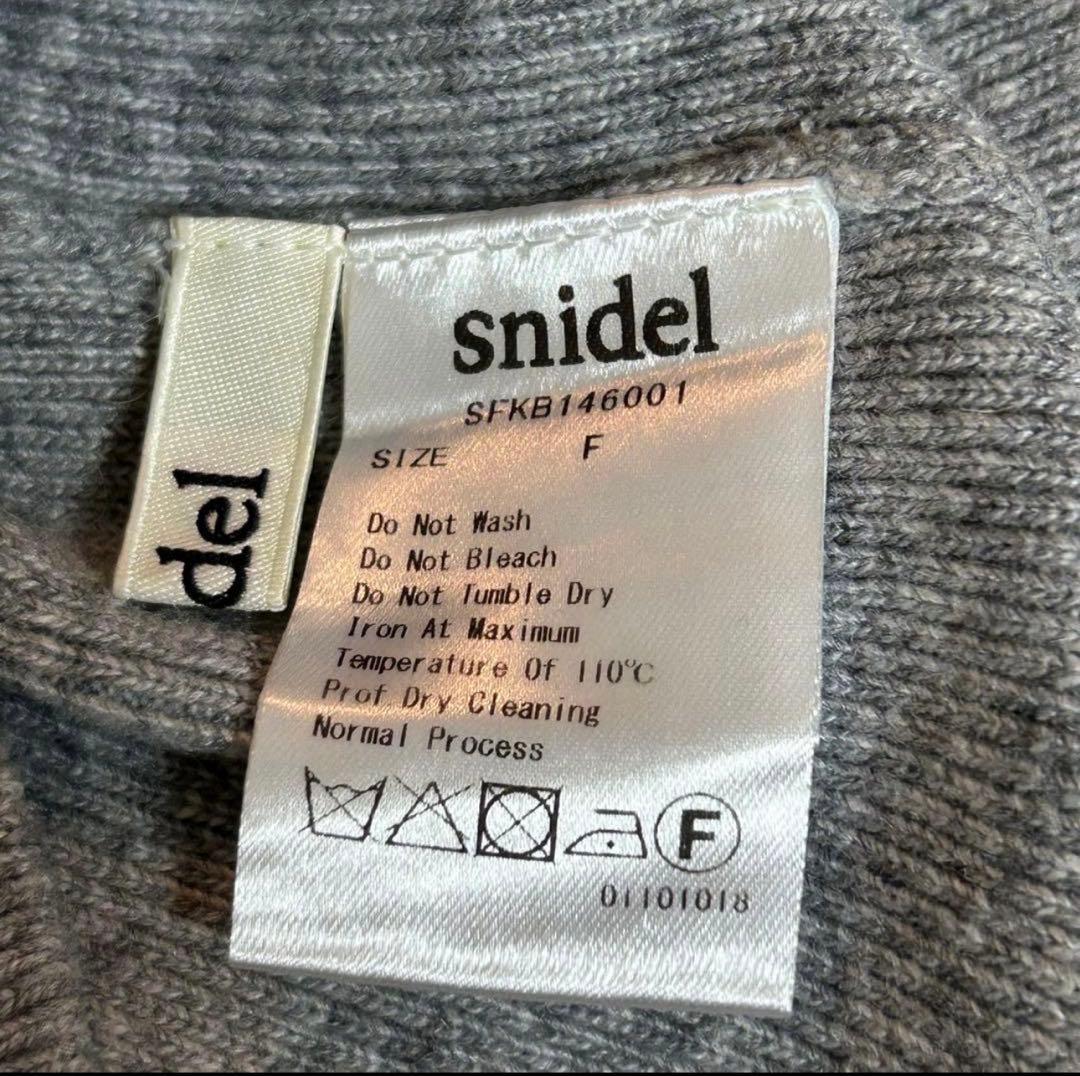 del
snidel
SFKB146001
SIZE F
Do Not Wash
Do Not Bleach
Do Not Tumble Dry
Iron At Maximum
Temperature Of 110℃
Prof Dry Cleaning
Normal Process
F
01101018